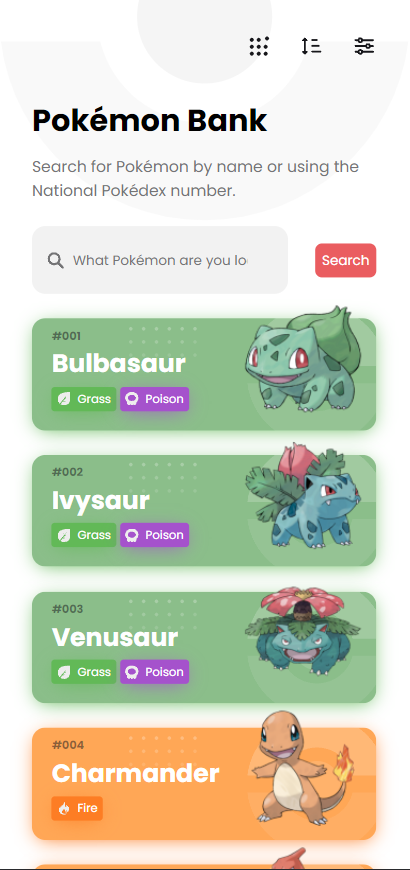 Pokémon Bank
Search for Pokémon by name or using the
National Pokédex number.
What Pokémon are you lo
Search
#001
Bulbasaur
Grass
Poison
#002
Ivysaur
Grass
Poison
#003
Venusaur
Grass
Poison
#004
Charmander
Fire